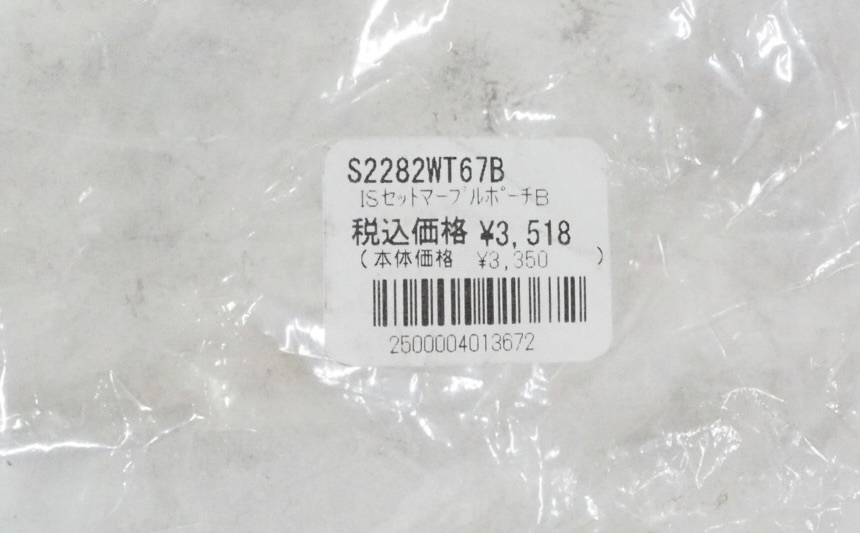 S2282WT67B
ISセットマープルポーチB
税込価格 ¥3,518
(本体価格 ¥3,350 )
2500004013672